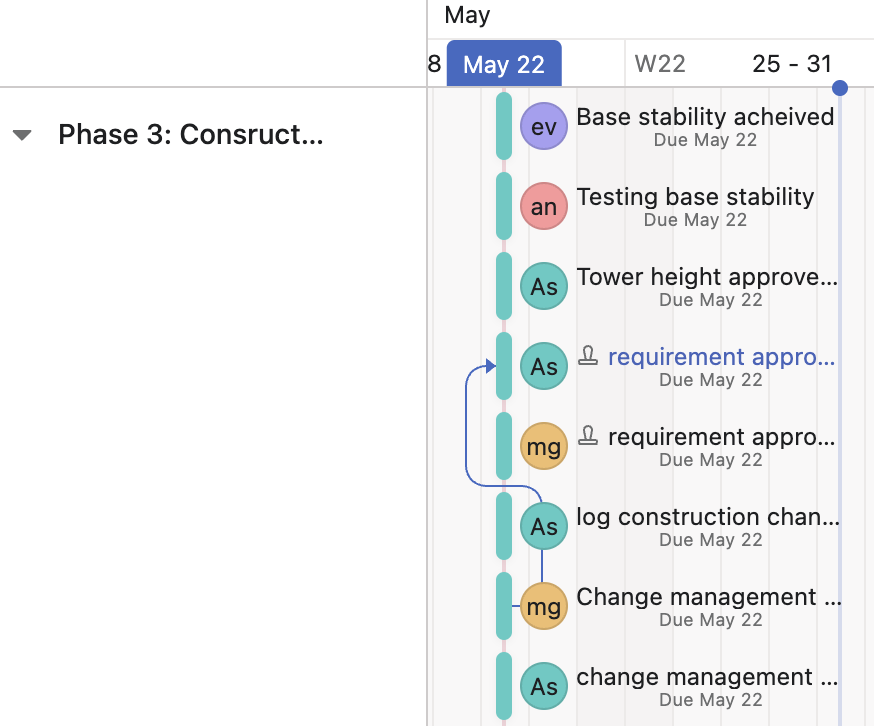 May
8 May 22 W22 25 - 31
Phase 3: Consruct...
ev Base stability acheived
Due May 22
an Testing base stability
Due May 22
As Tower height approve...
Due May 22
As requirement appro...
Due May 22
mg requirement appro...
Due May 22
As log construction chan...
Due May 22
mg Change management ...
Due May 22
As change management ...
Due May 22